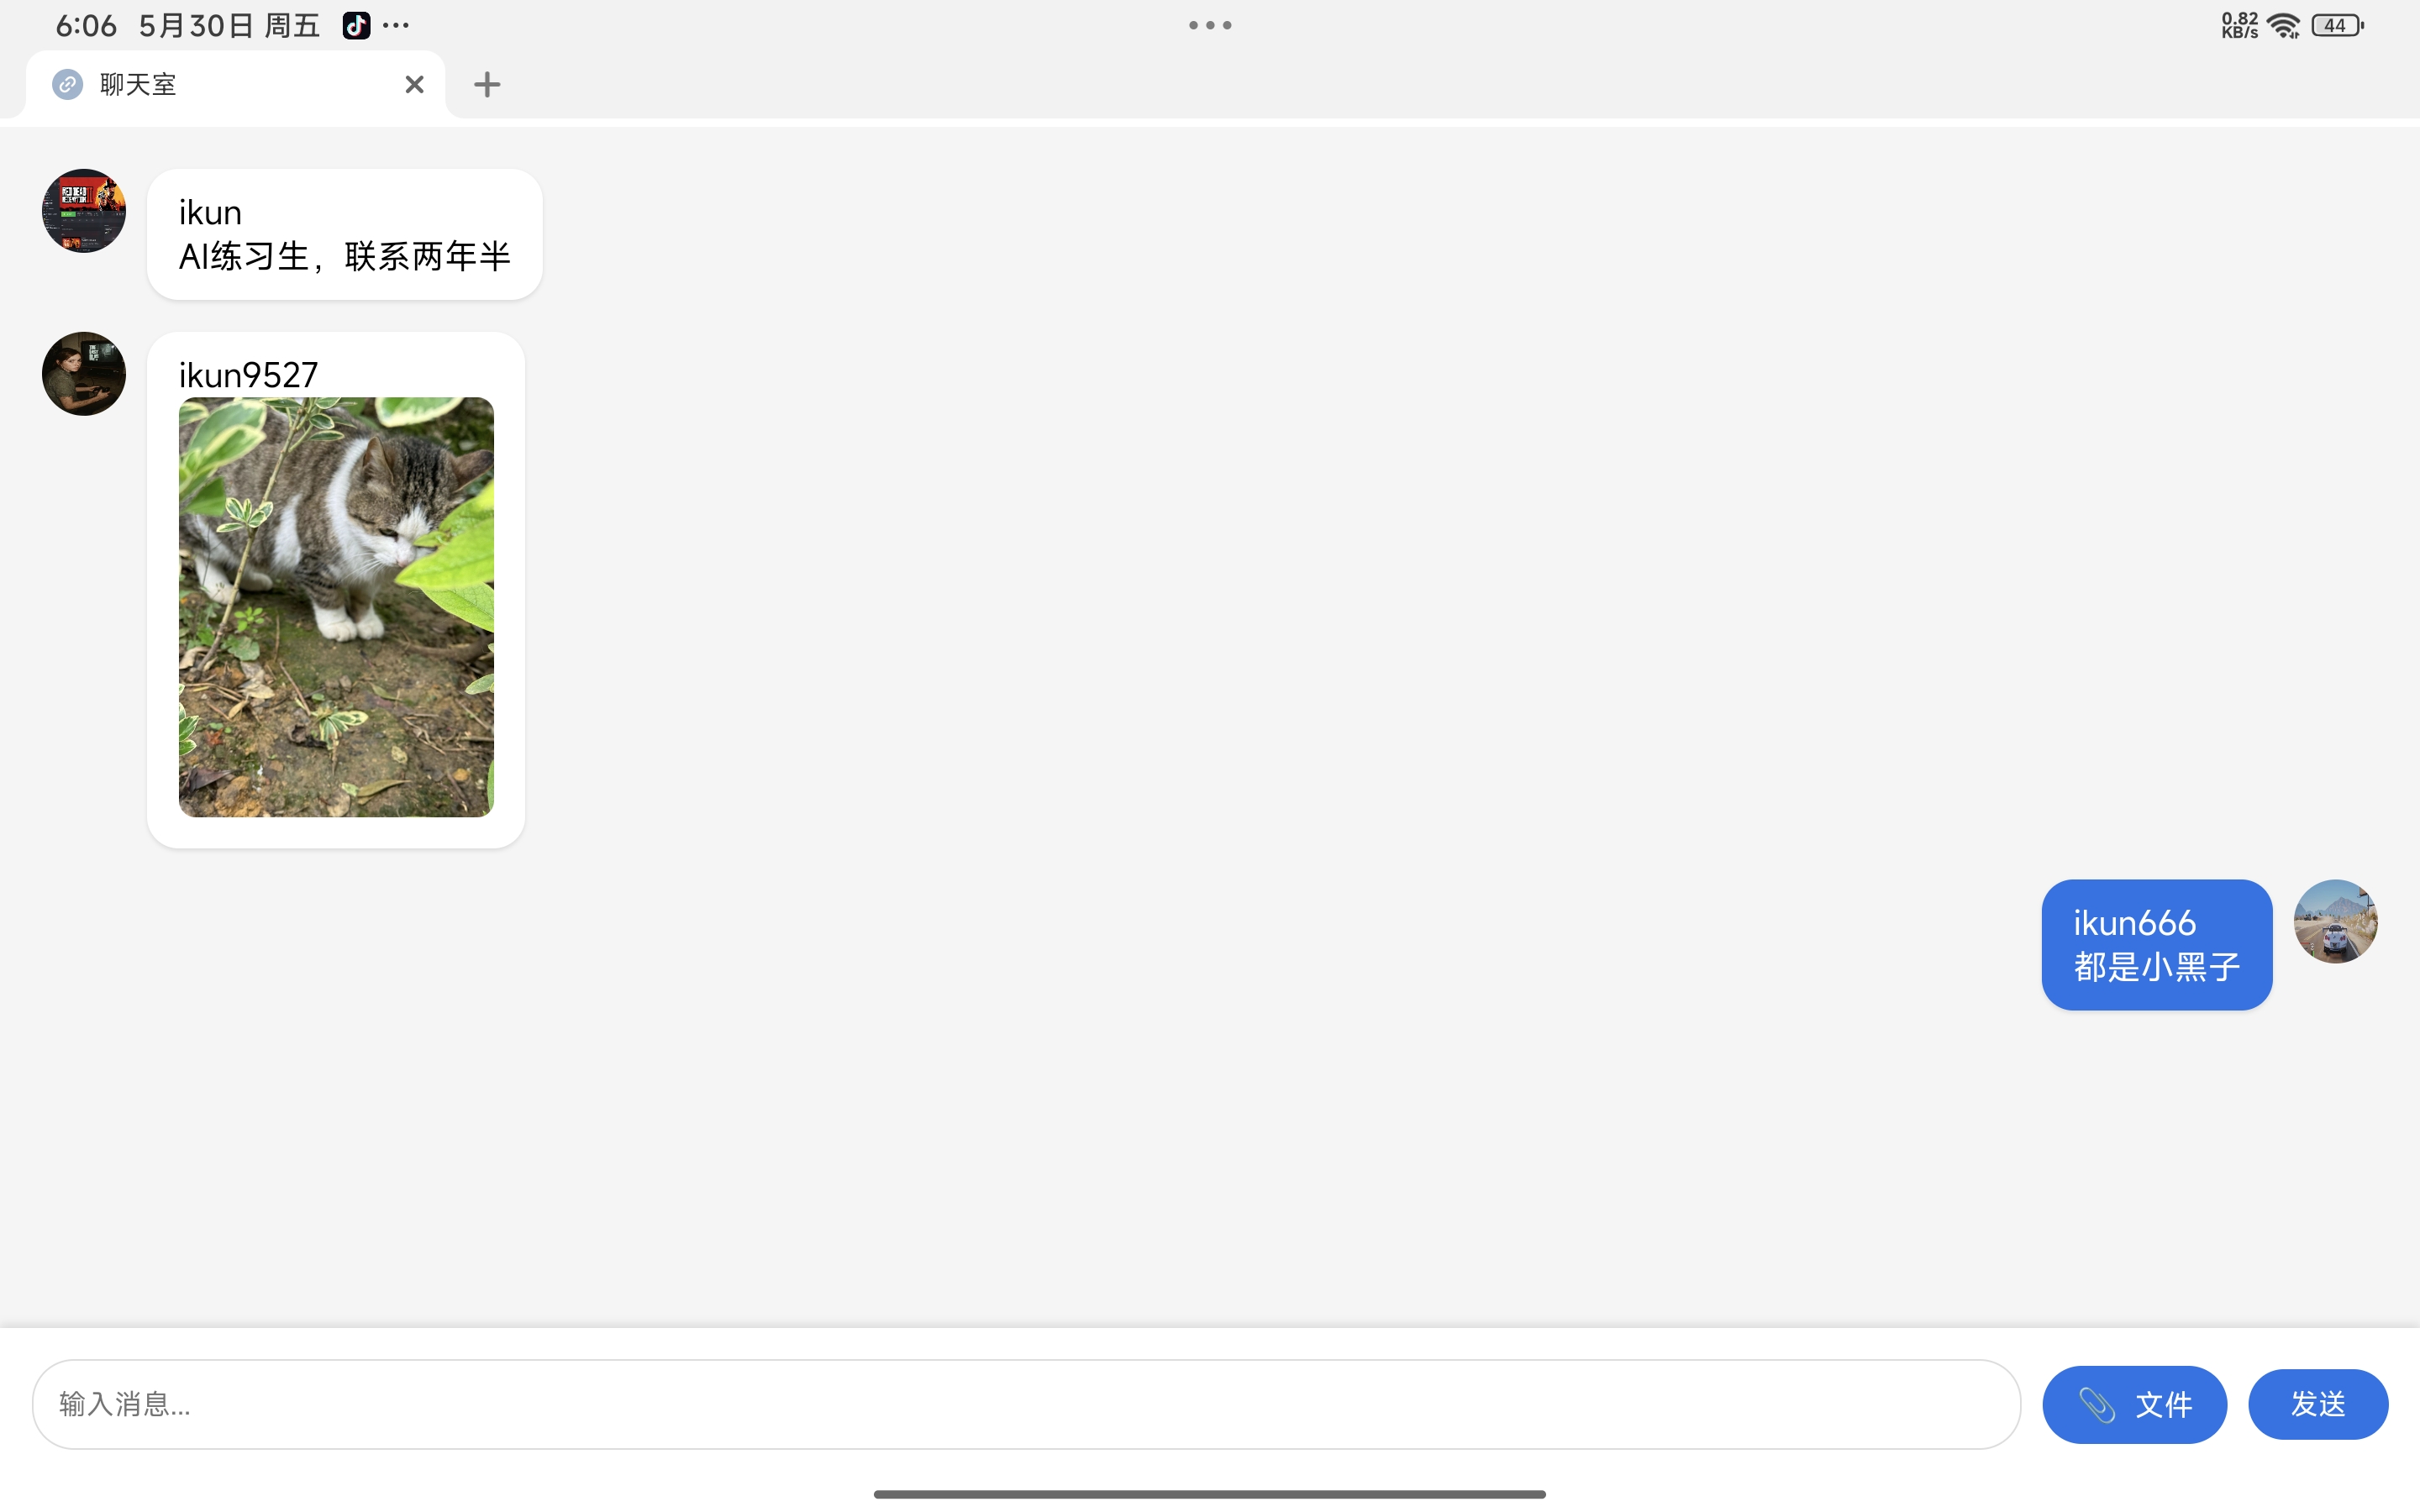 6:06 5月30日 周五 ... 0.82 KB/s 44
聊天室
ikun
AI练习生，联系两年半
ikun9527
ikun666
都是小黑子
输入消息...
文件
发送